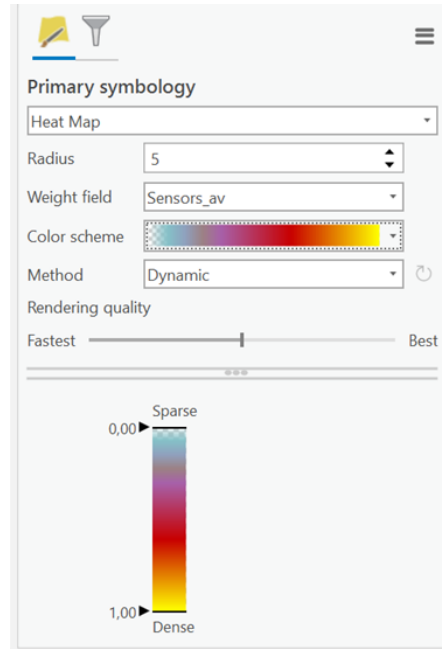 Primary symbology
Heat Map
Radius 5
Weight field Sensors_av
Color scheme
Method Dynamic
Rendering quality
Fastest Best
Sparse
0,00
1,00
Dense